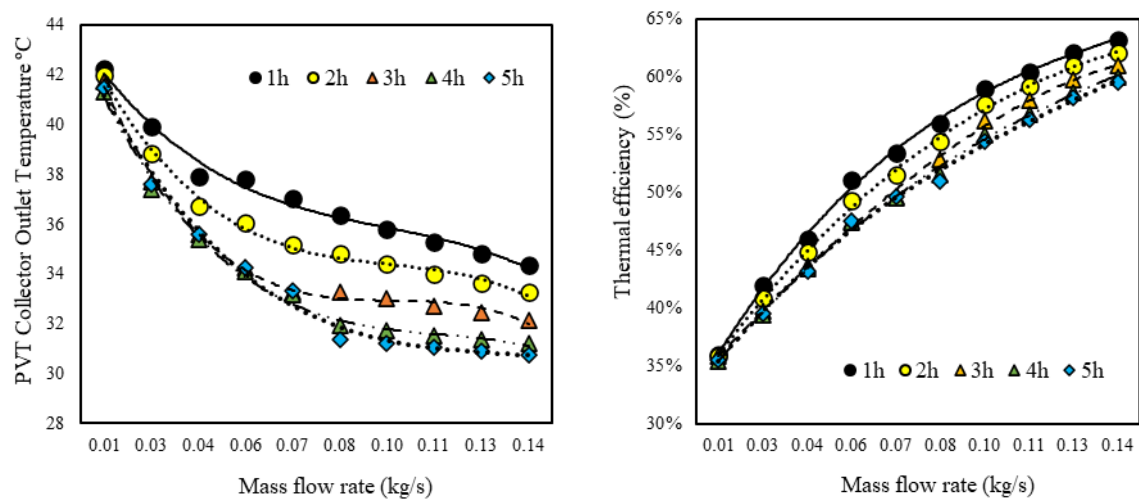 44
42
40
38
36
34
32
30
28
PVT Collector Outlet Temperature °C
1h 2h 3h 4h 5h
0.01 0.03 0.04 0.06 0.07 0.08 0.10 0.11 0.13 0.14
Mass flow rate (kg/s)
65%
60%
55%
50%
45%
40%
35%
30%
Thermal efficiency (%)
1h 2h 3h 4h 5h
0.01 0.03 0.04 0.06 0.07 0.08 0.10 0.11 0.13 0.14
Mass flow rate (kg/s)